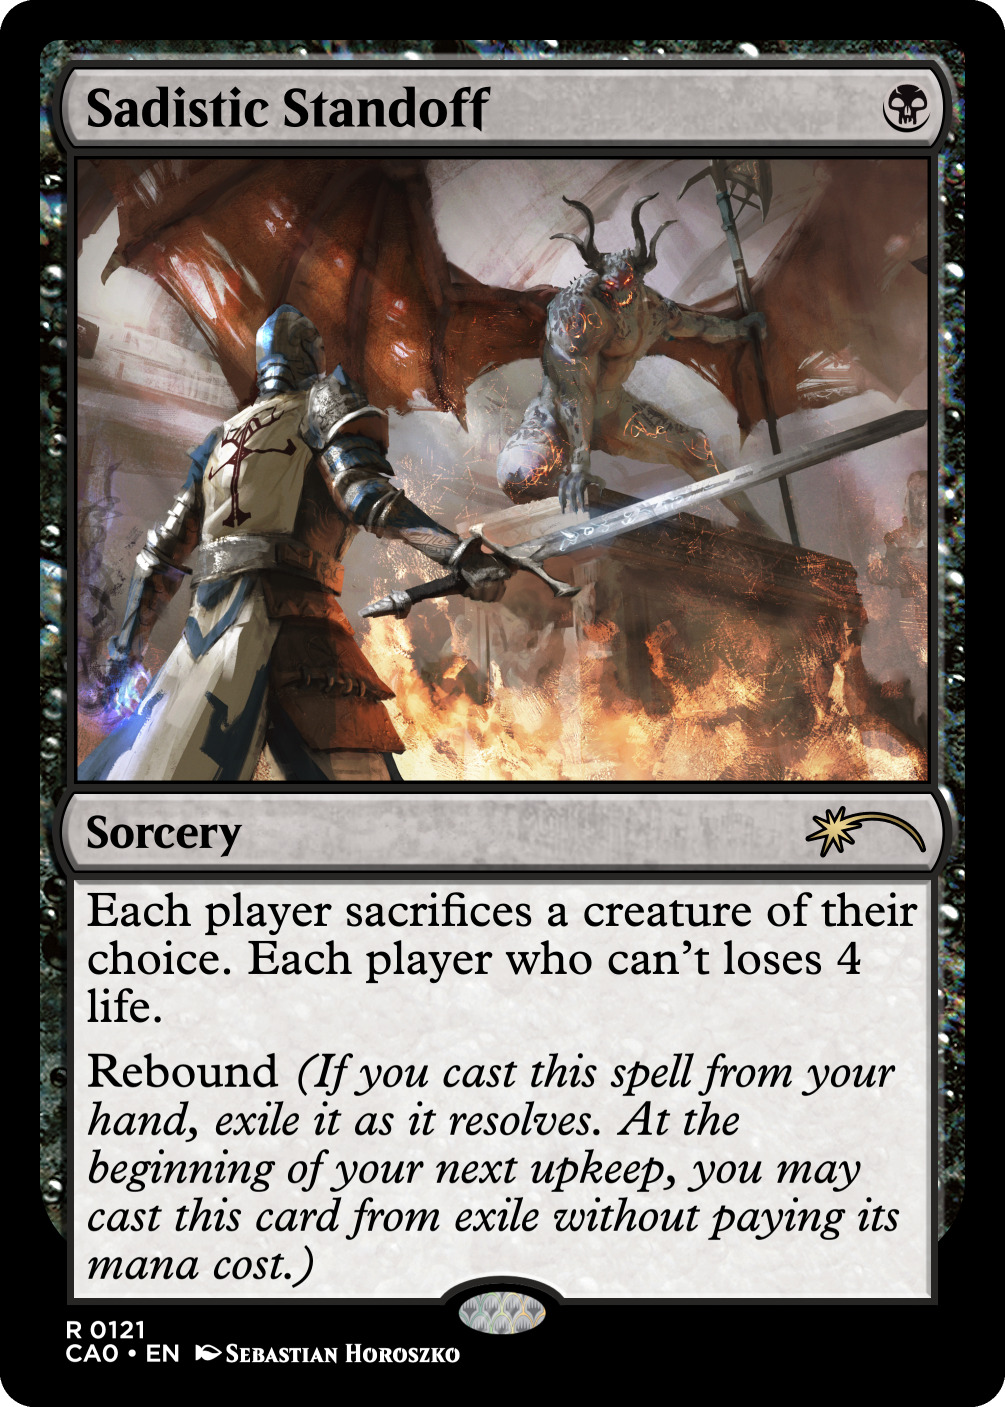 Sadistic Standoff
Sorcery
Each player sacrifices a creature of their
choice. Each player who can’t loses 4
life.
Rebound (If you cast this spell from your
hand, exile it as it resolves. At the
beginning of your next upkeep, you may
cast this card from exile without paying its
mana cost.)
R 0121
CAO • EN Sebastian Horoszko